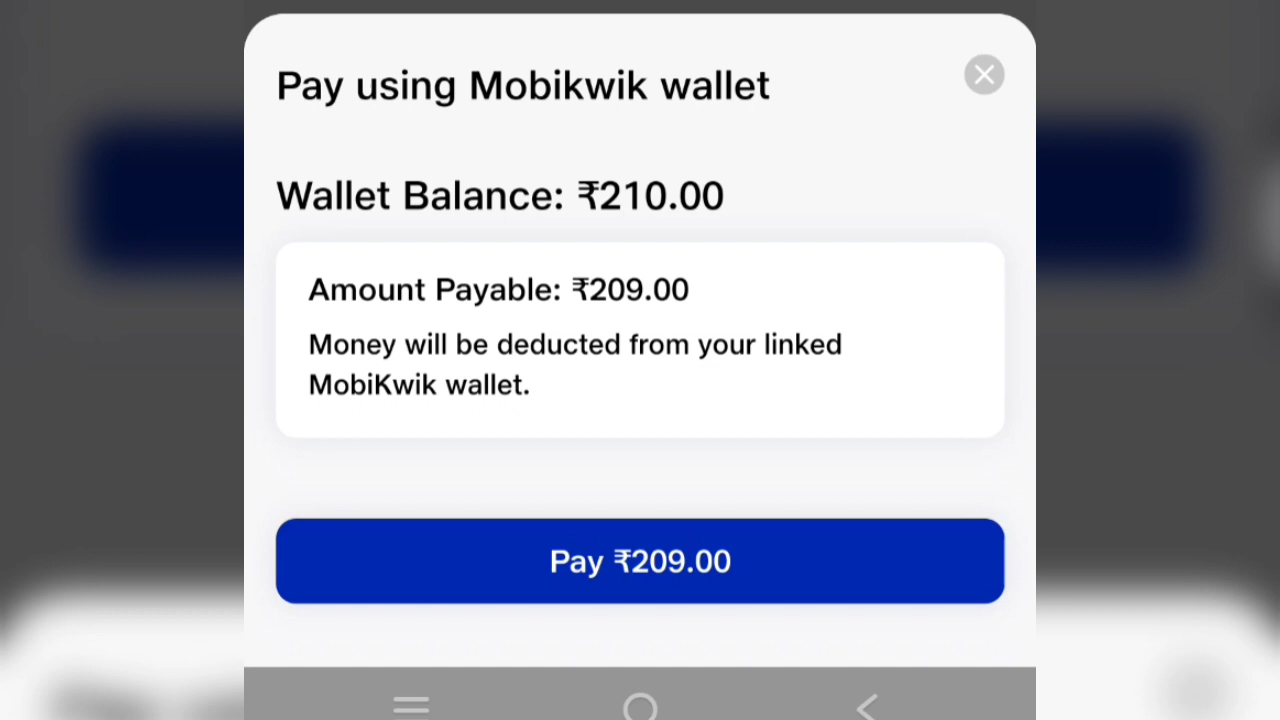 Pay using Mobikwik wallet
Wallet Balance: ₹210.00
Amount Payable: ₹209.00
Money will be deducted from your linked
MobiKwik wallet.
Pay ₹209.00